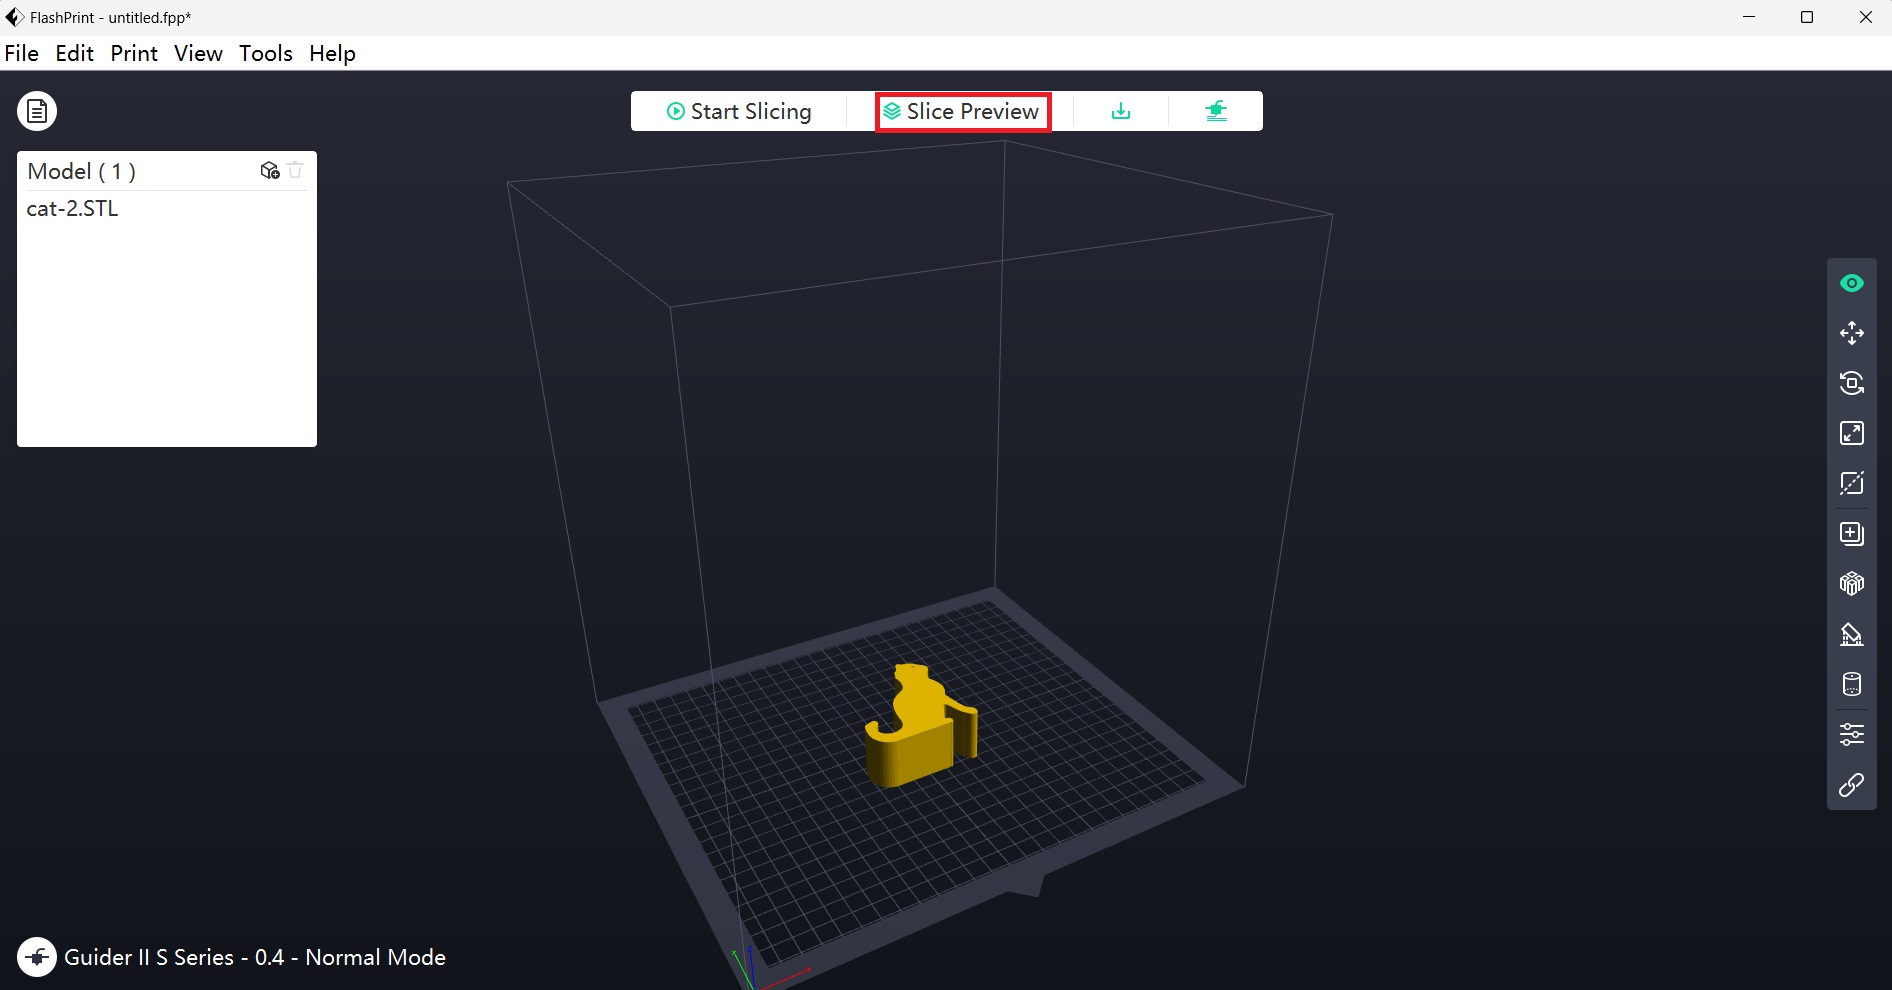 FlashPrint - untitled.fpp*
File Edit Print View Tools Help
Start Slicing Slice Preview
Model ( 1 )
cat-2.STL
Guider II S Series - 0.4 - Normal Mode